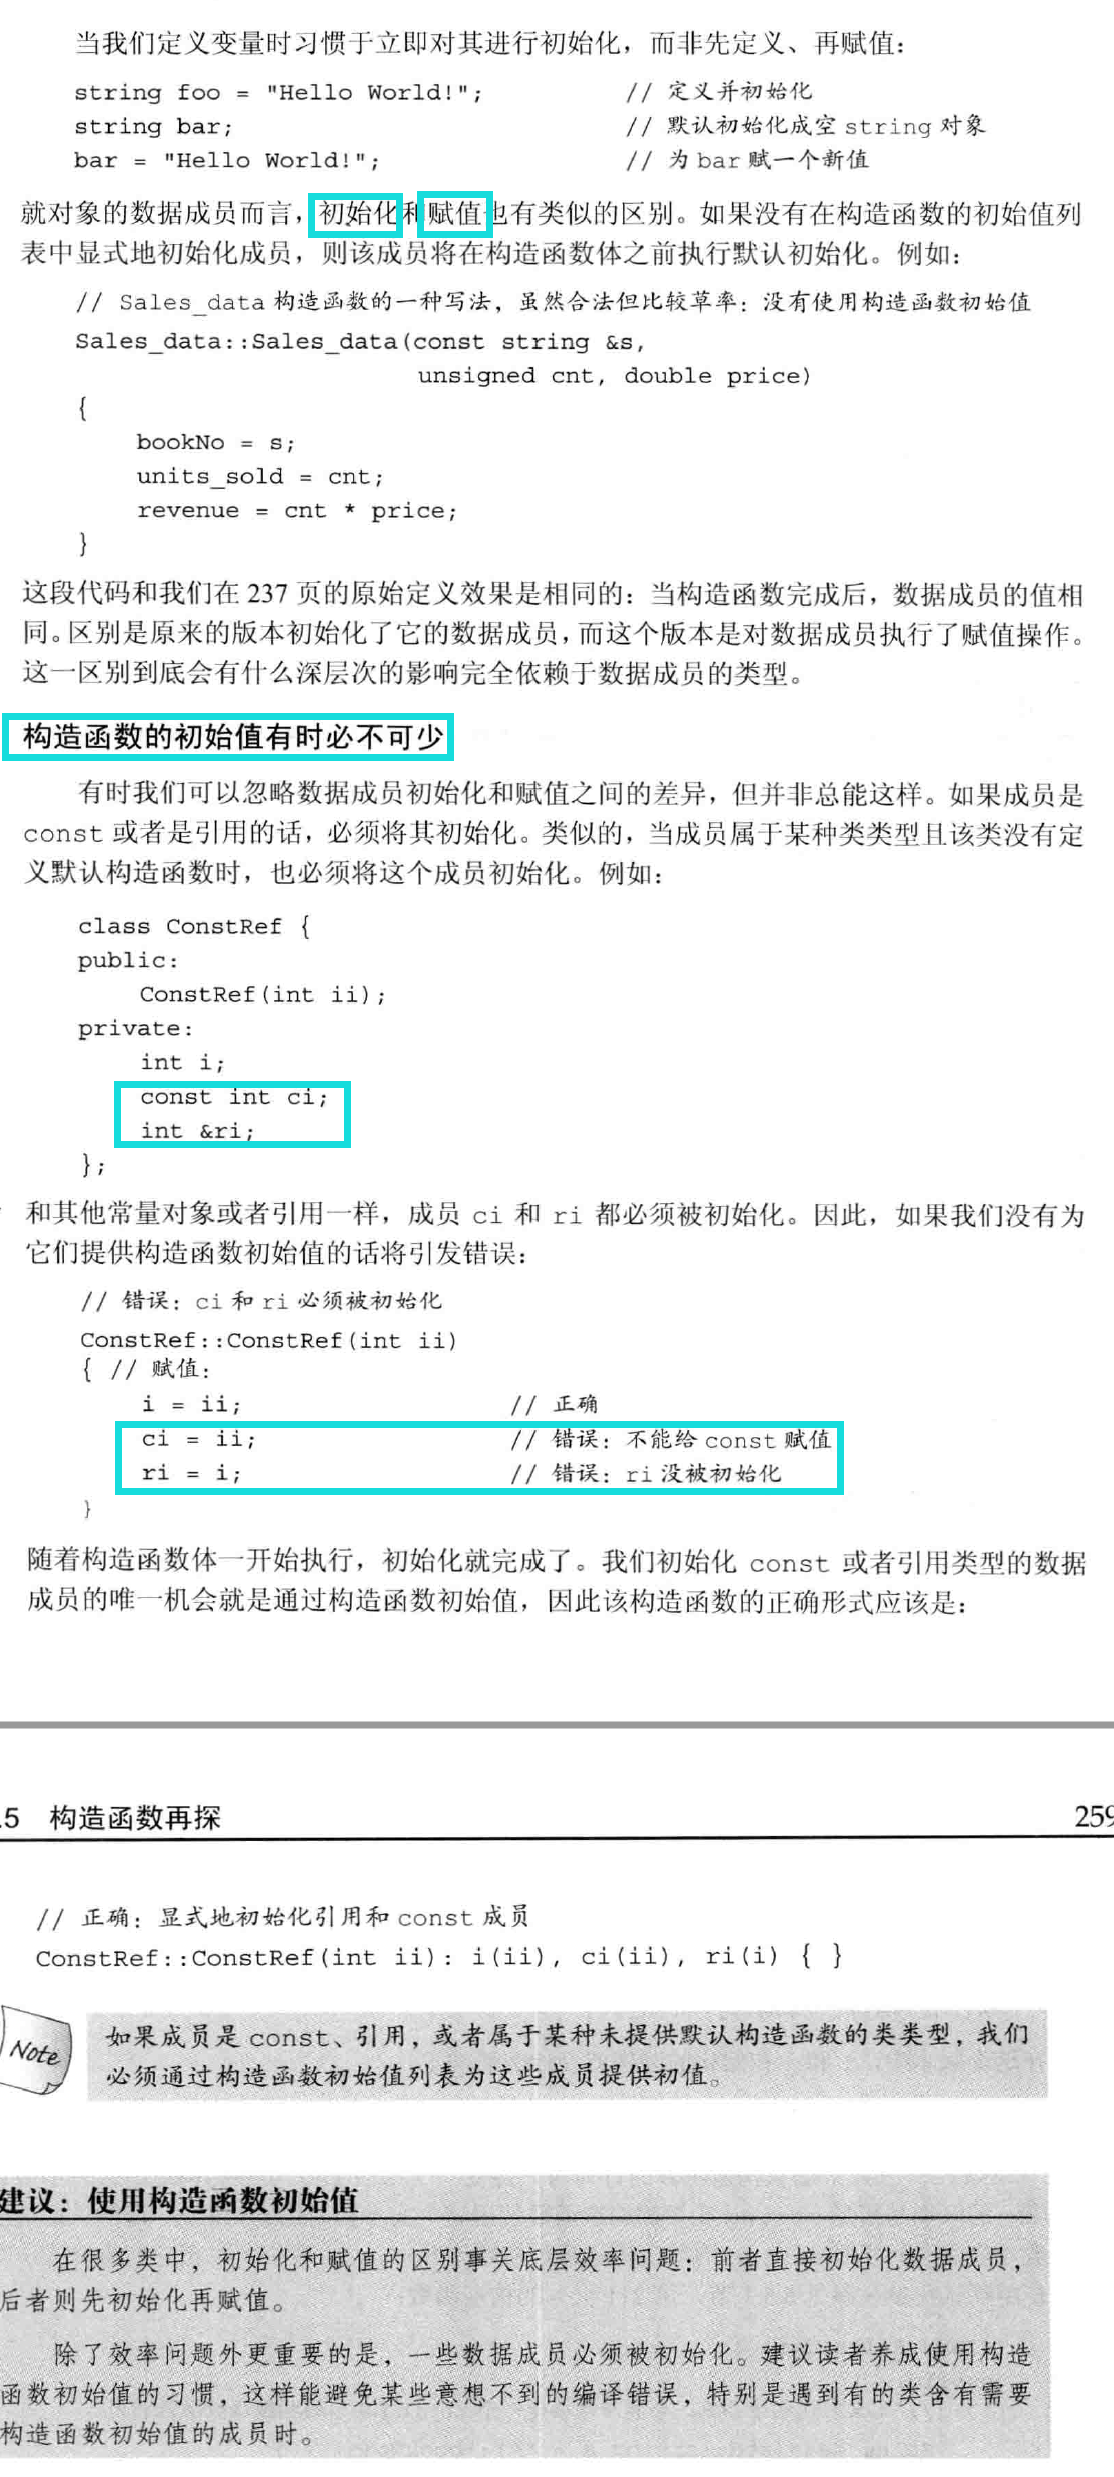 当我们定义变量时习惯于立即对其进行初始化，而非先定义、再赋值：
string foo = "Hello World!"; // 定义并初始化
string bar; // 默认初始化成空 string 对象
bar = "Hello World!"; // 为 bar 赋一个新值
就对象的数据成员而言，初始化和赋值也有类似的区别。如果没有在构造函数的初始值列
表中显式地初始化成员，则该成员将在构造函数体之前执行默认初始化。例如：
// Sales_data 构造函数的一种写法，虽然合法但比较草率：没有使用构造函数初始值
Sales_data::Sales_data(const string &s,
unsigned cnt, double price)
{
bookNo = s;
units_sold = cnt;
revenue = cnt * price;
}
这段代码和我们在 237 页的原始定义效果是相同的：当构造函数完成后，数据成员的值相
同。区别是原来的版本初始化了它的数据成员，而这个版本是对数据成员执行了赋值操作。
这一区别到底会有什么深层次的影响完全依赖于数据成员的类型。
构造函数的初始值有时必不可少
有时我们可以忽略数据成员初始化和赋值之间的差异，但并非总能这样。如果成员是
const 或者是引用的话，必须将其初始化。类似的，当成员属于某种类类型且该类没有定
义默认构造函数时，也必须将这个成员初始化。例如：
class ConstRef {
public:
ConstRef(int ii);
private:
int i;
const int ci;
int &ri;
};
和其他常量对象或者引用一样，成员 ci 和 ri 都必须被初始化。因此，如果我们没有为
它们提供构造函数初始值的话将引发错误：
// 错误：ci 和 ri 必须被初始化
ConstRef::ConstRef(int ii)
{ // 赋值：
i = ii; // 正确
ci = ii; // 错误：不能给 const 赋值
ri = i; // 错误：ri 没被初始化
}
随着构造函数体一开始执行，初始化就完成了。我们初始化 const 或者引用类型的数据
成员的唯一机会就是通过构造函数初始值，因此该构造函数的正确形式应该是：
.5 构造函数再探 259
// 正确：显式地初始化引用和 const 成员
ConstRef::ConstRef(int ii): i(ii), ci(ii), ri(i) { }
Note
如果成员是 const、引用，或者属于某种未提供默认构造函数的类类型，我们
必须通过构造函数初始值列表为这些成员提供初值。
建议：使用构造函数初始值
在很多类中，初始化和赋值的区别事关底层效率问题：前者直接初始化数据成员，
后者则先初始化再赋值。
除了效率问题外更重要的是，一些数据成员必须被初始化。建议读者养成使用构造
函数初始值的习惯，这样能避免某些意想不到的编译错误，特别是遇到有的类含有需要
构造函数初始值的成员时。